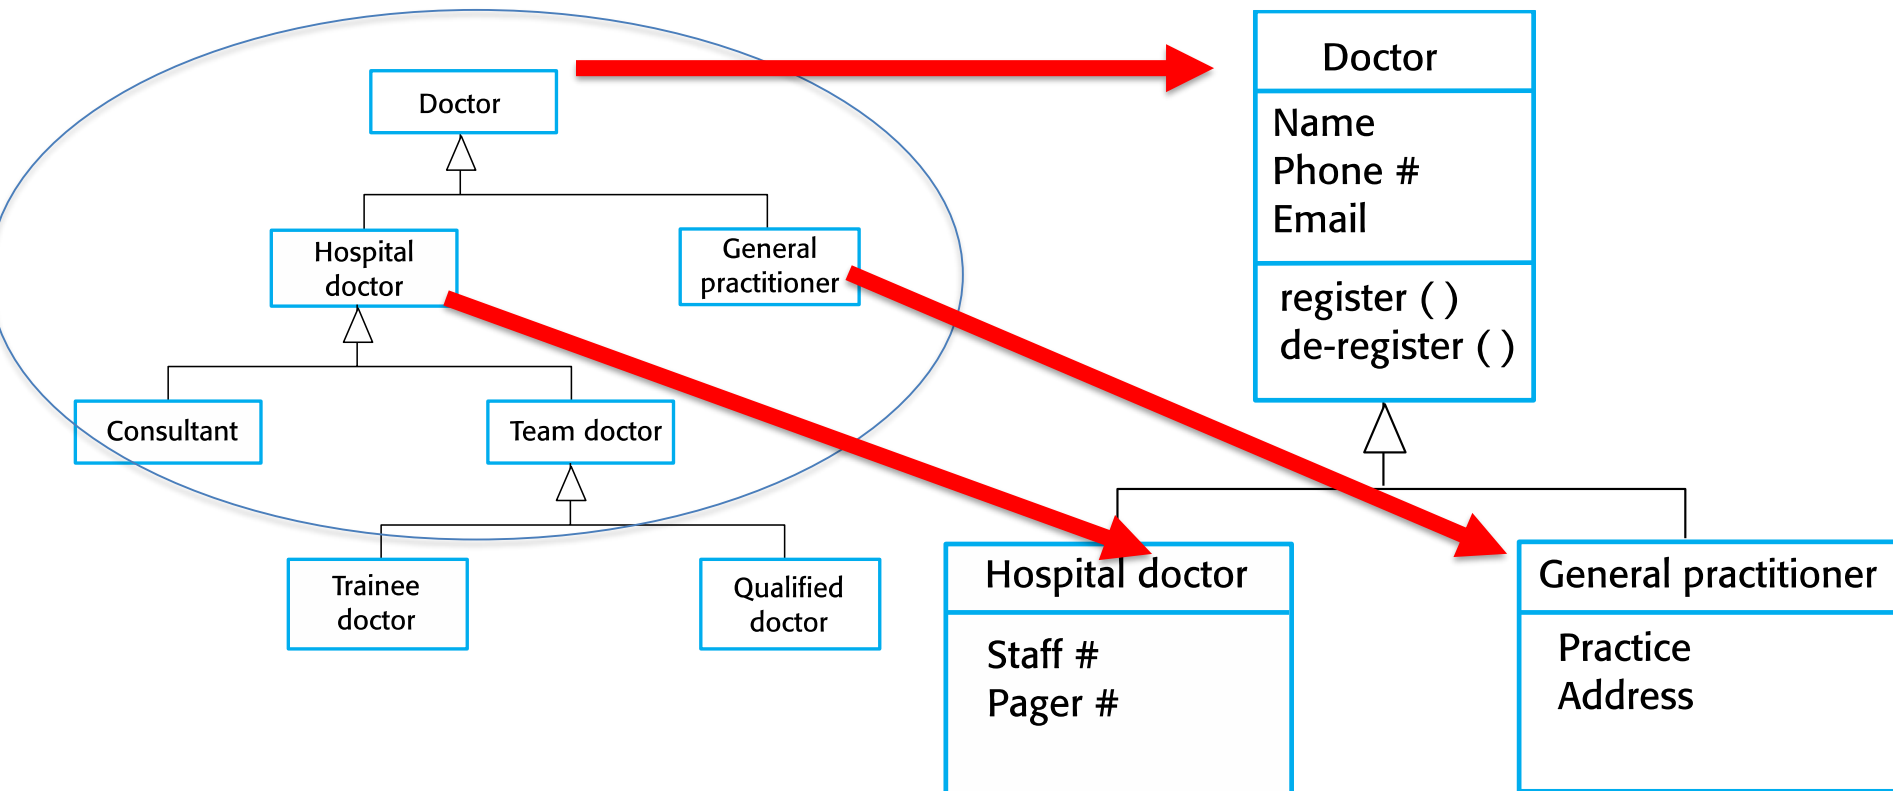 Doctor
Hospital
doctor
General
practitioner
Consultant
Team doctor
Trainee
doctor
Qualified
doctor
Doctor
Name
Phone #
Email
register ( )
de-register ( )
Hospital doctor
Staff #
Pager #
General practitioner
Practice
Address